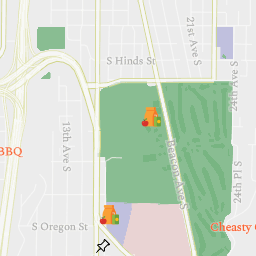 S Hinds St
21st Ave S
24th Ave S
13th Ave S
BBQ
Beacon Ave S
24th Pl S
S Oregon St
Cheasty